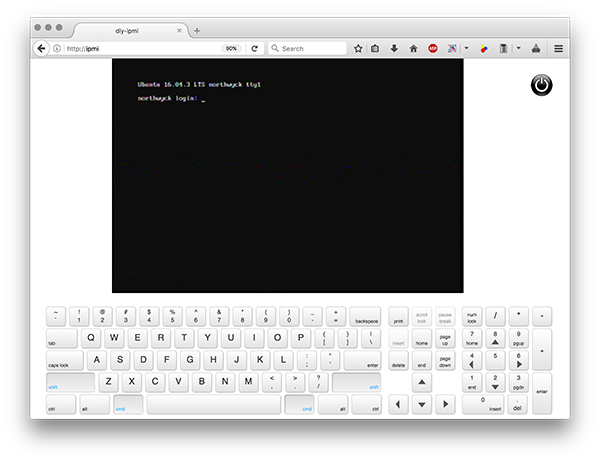 diy-ipmi
http://ipmi
90%
Search
ABP
Ubuntu 16.04.3 LTS northwyck tty1
northwyck login: _
~ ! @ # $ % ^ & * ( ) _ +
` 1 2 3 4 5 6 7 8 9 0 - = backspace
print scroll lock pause break num lock / * -
tab Q W E R T Y U I O P { [ } ] | \
insert home page up 7 home 8 9 pgup +
caps lock A S D F G H J K L : ; " ' enter
delete end page down 4 5 6
shift Z X C V B N M < , > . ? / shift
1 end 2 3 pgdn enter
ctrl alt cmd cmd alt ctrl
0 insert . del